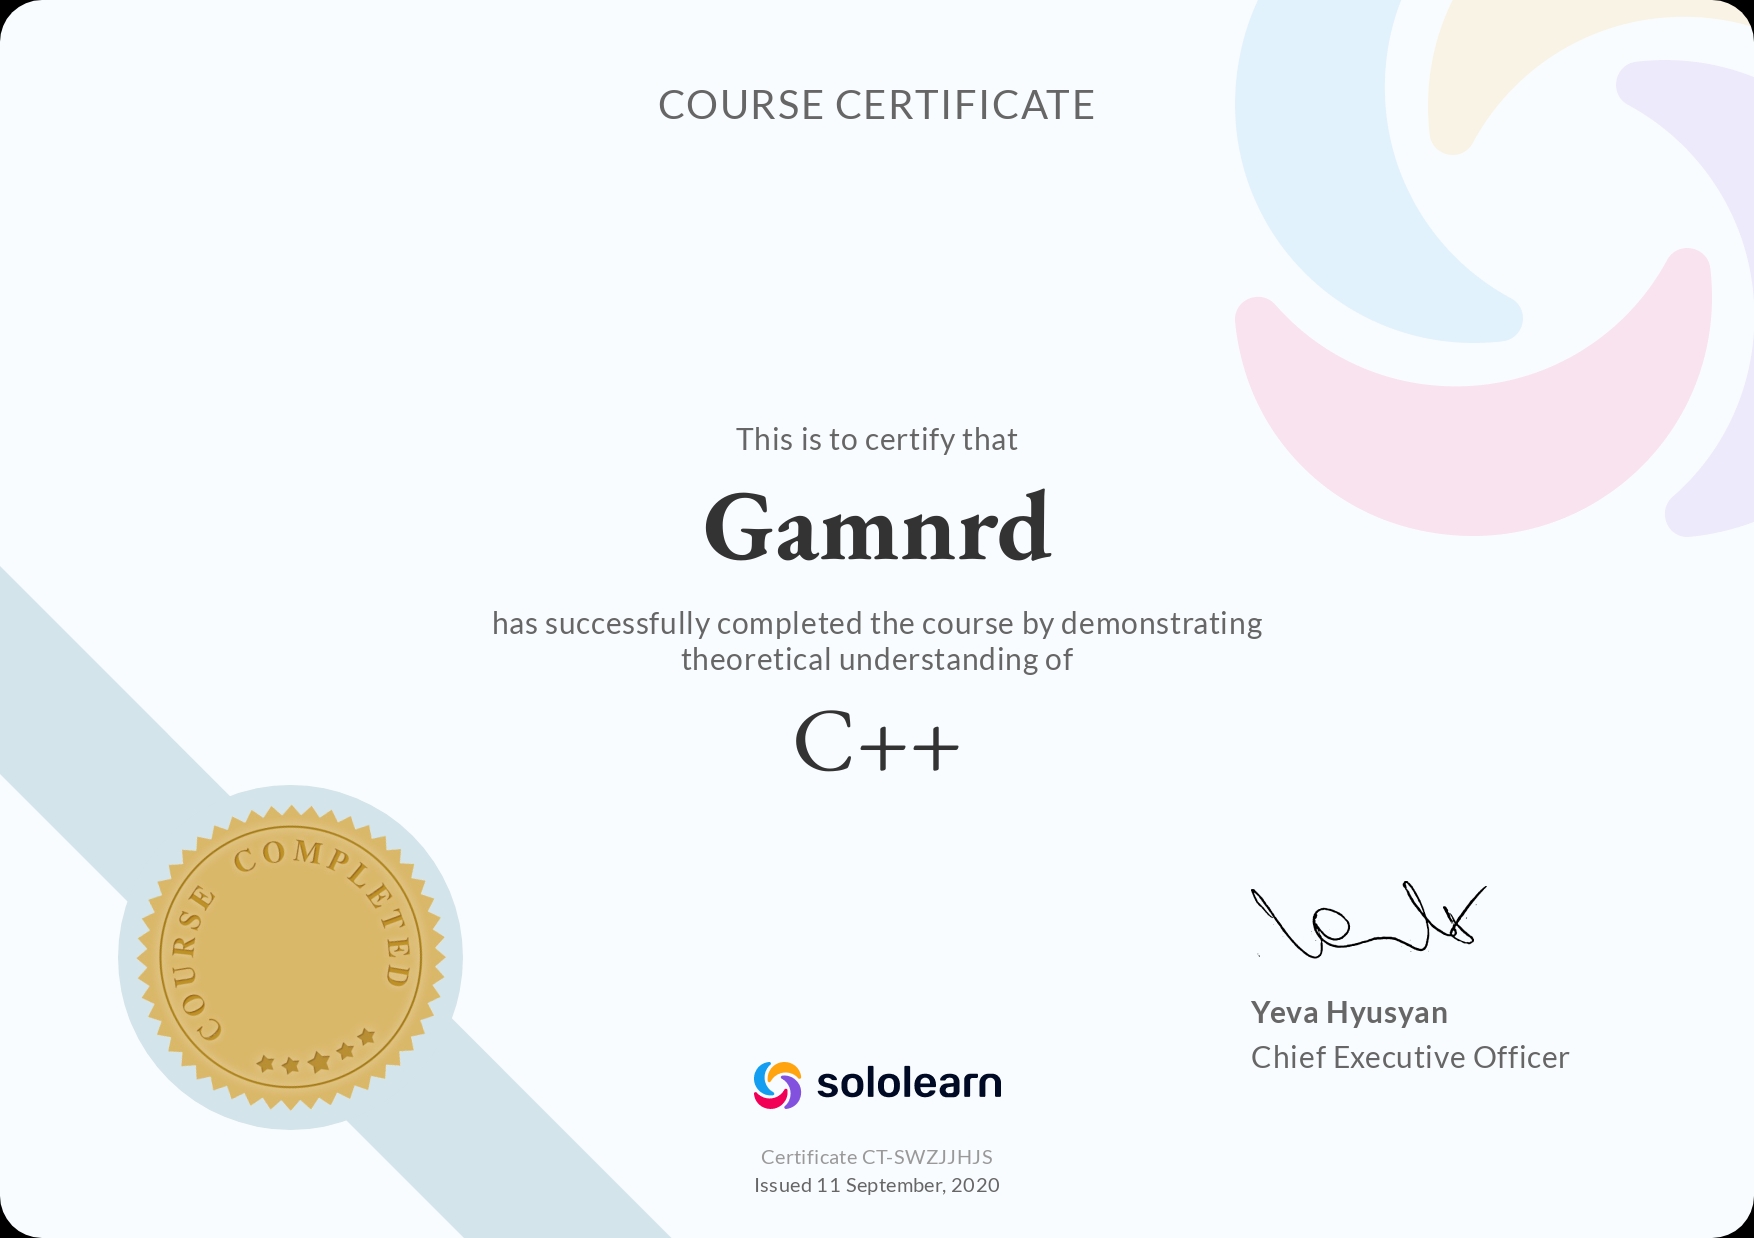 COURSE CERTIFICATE
This is to certify that
Gamnrd
has successfully completed the course by demonstrating
theoretical understanding of
C++
COURSE COMPLETED
Yeva Hyusyan
Chief Executive Officer
sololearn
Certificate CT-SWZJJHJS
Issued 11 September, 2020